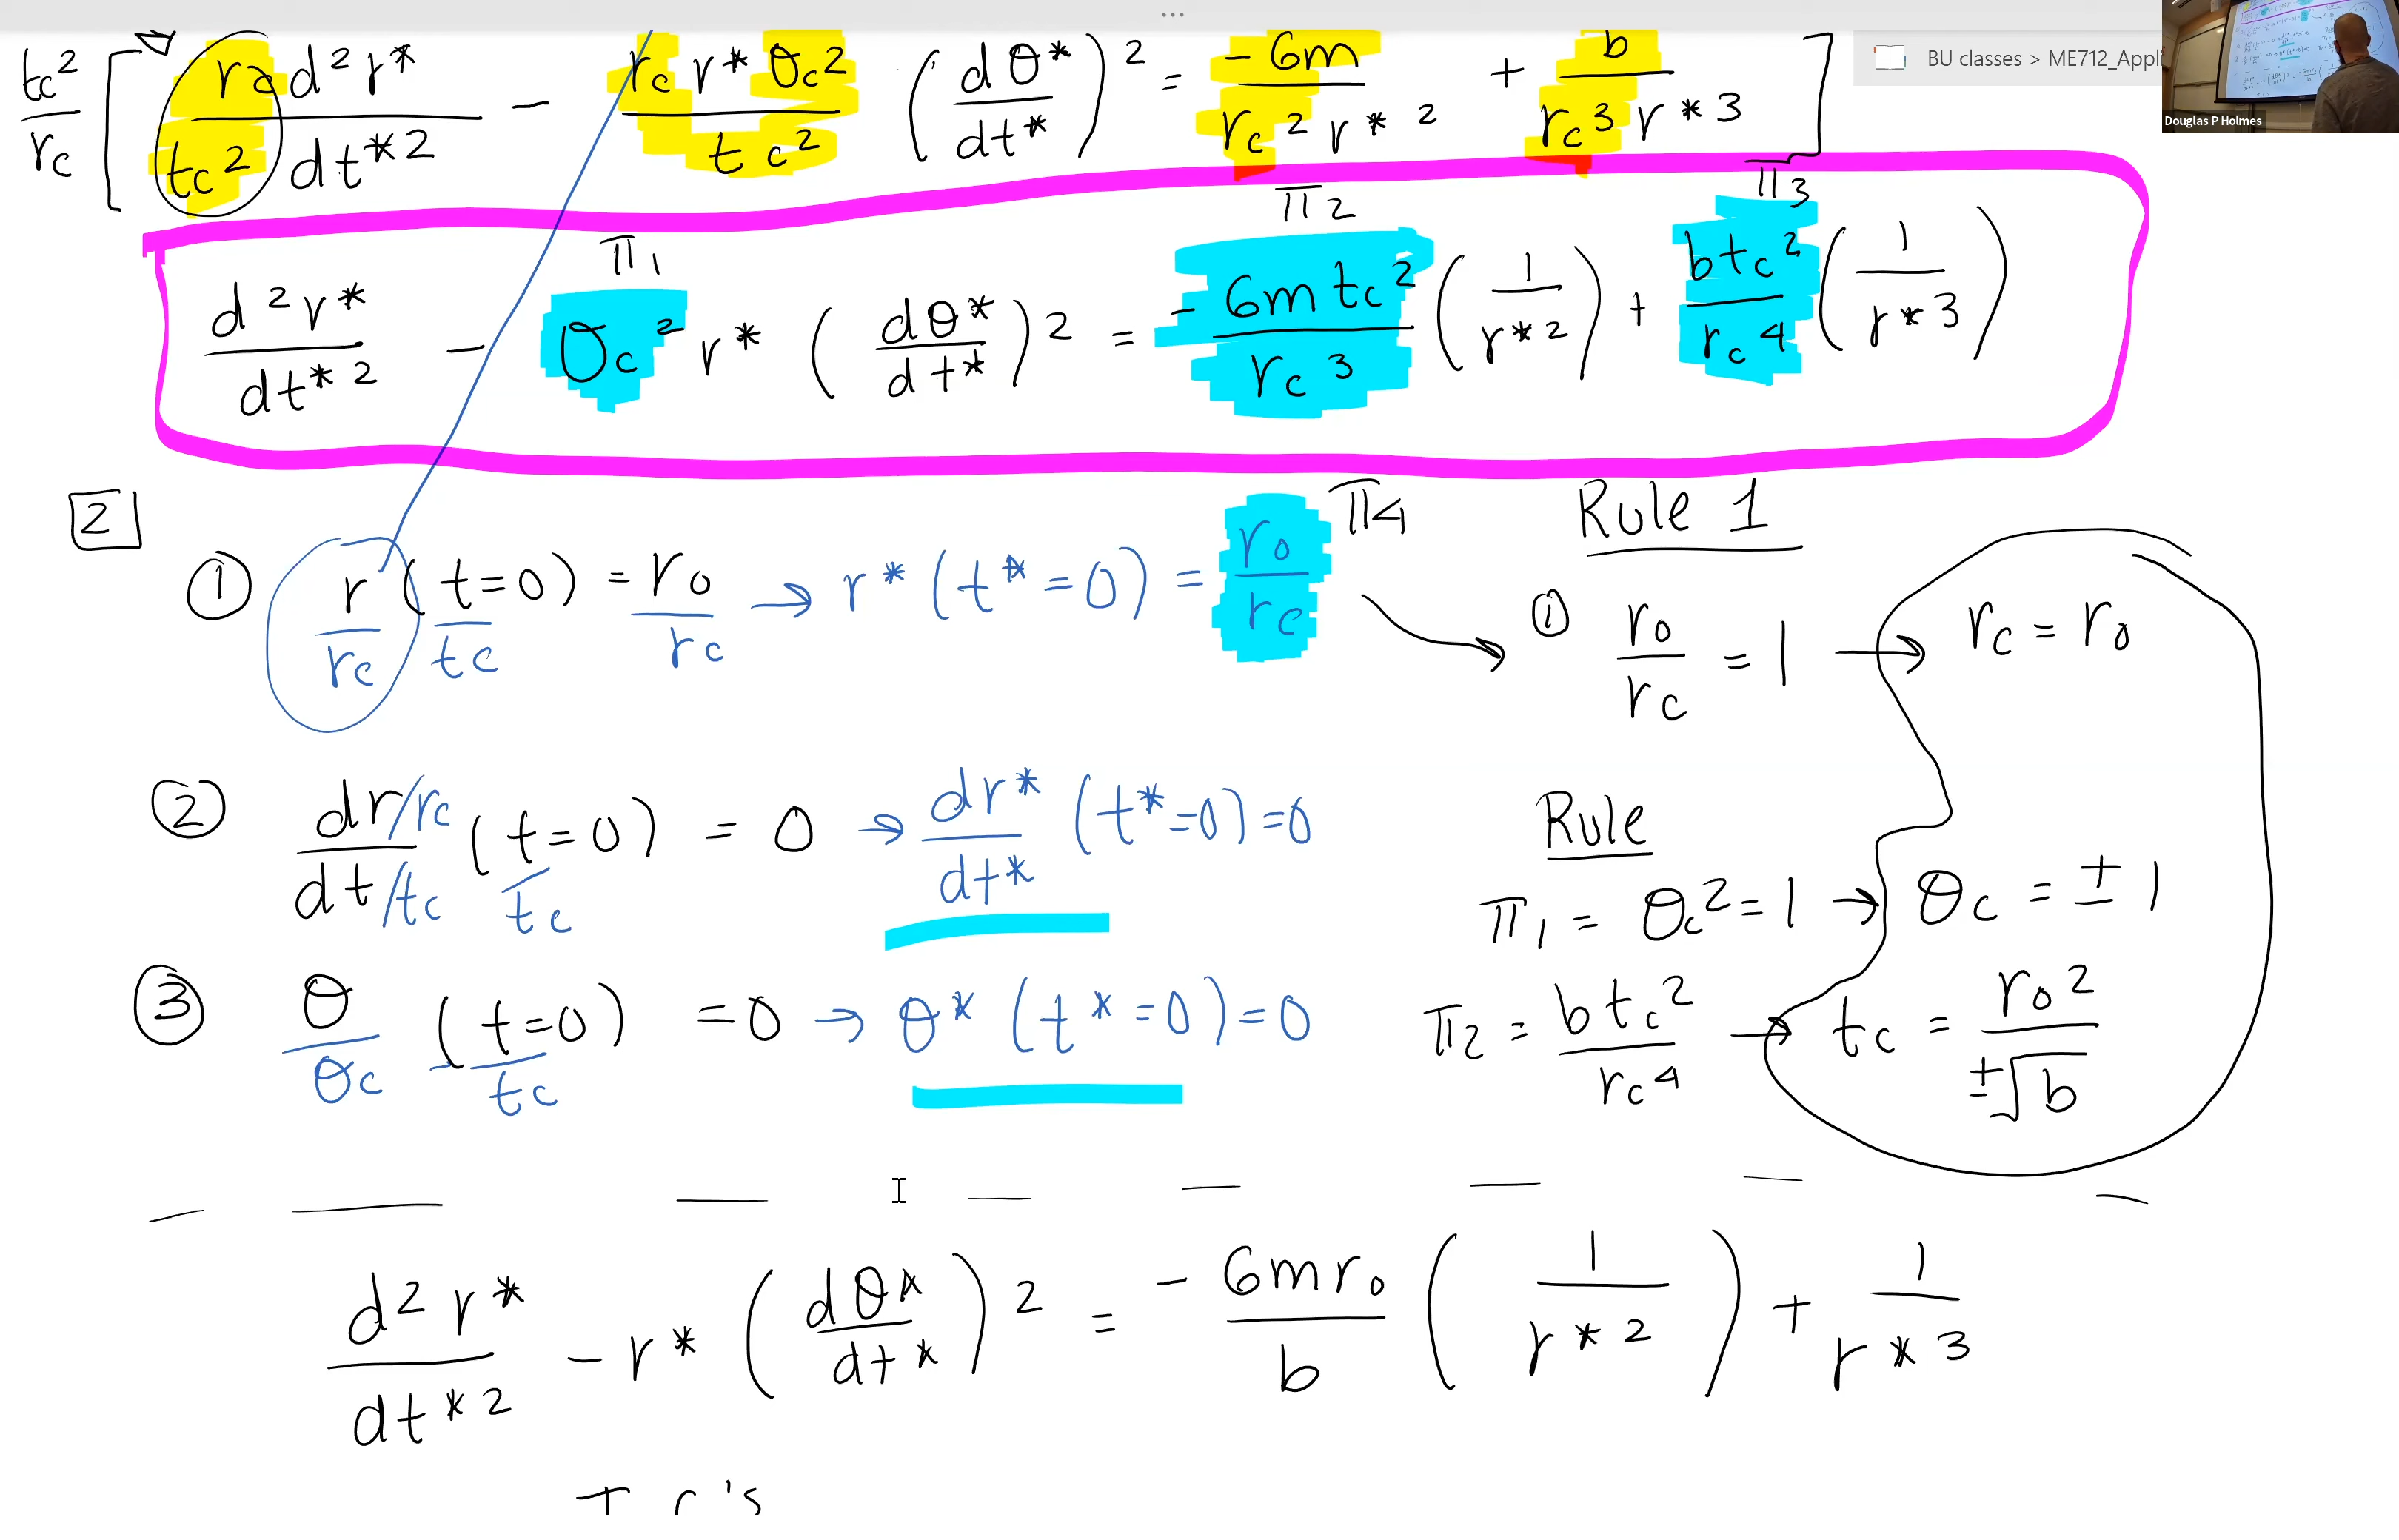 BU classes > ME712_Appli
Douglas P Holmes
tc²/rc [ rc d²r*/tc² dt*² - rc r* θc²/tc² (dθ*/dt*)² = -6m/rc² r*² + b/rc³ r*³ ]
π1 π2 π3
d²r*/dt*² - θc² r* (dθ*/dt*)² = -6m tc²/rc³ (1/r*²) + btc²/rc⁴ (1/r*³)
2
① r/rc (t=0)/tc = r0/rc → r* (t*=0) = r0/rc π4
Rule 1
① r0/rc = 1 → rc = r0
② dr/rc / dt/tc (t=0)/tc = 0 → dr*/dt* (t*=0)=0
Rule
π1 = θc²=1 → θc = ±1
③ θ/θc (t=0)/tc =0 → θ* (t*=0)=0
π2 = btc²/rc⁴ → tc = r0²/±√b
d²r*/dt*² - r* (dθ*/dt*)² = -6mr0/b (1/r*²) + 1/r*³